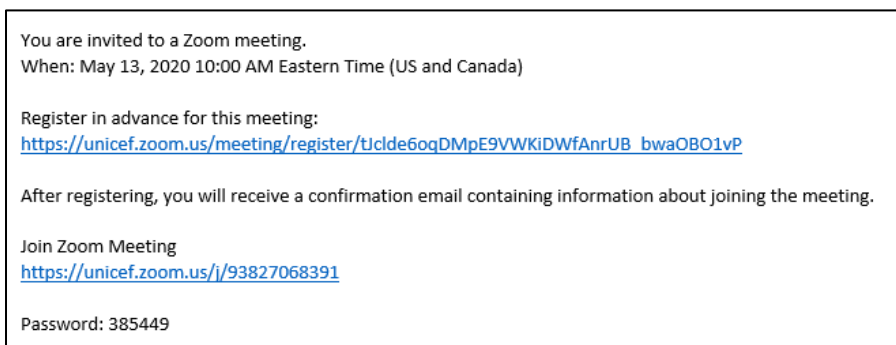 You are invited to a Zoom meeting.
When: May 13, 2020 10:00 AM Eastern Time (US and Canada)
Register in advance for this meeting:
https://unicef.zoom.us/meeting/register/tJclde6oqDMpE9VWKiDWfAnrUB_bwaOBO1vP
After registering, you will receive a confirmation email containing information about joining the meeting.
Join Zoom Meeting
https://unicef.zoom.us/j/93827068391
Password: 385449